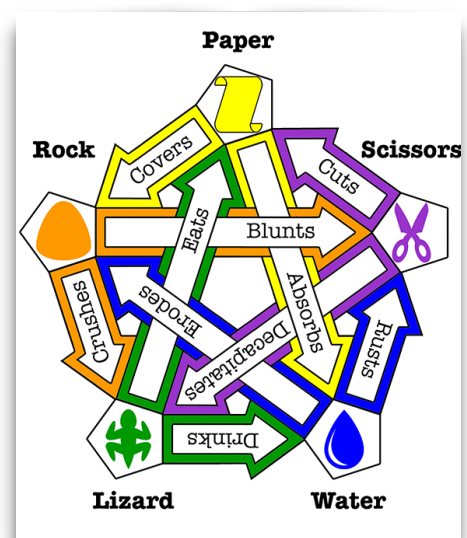 Paper
Rock
Scissors
Covers
Cuts
Eats
Blunts
Absorbs
Crushes
Erodes
Decapitates
Rusts
Drinks
Lizard
Water